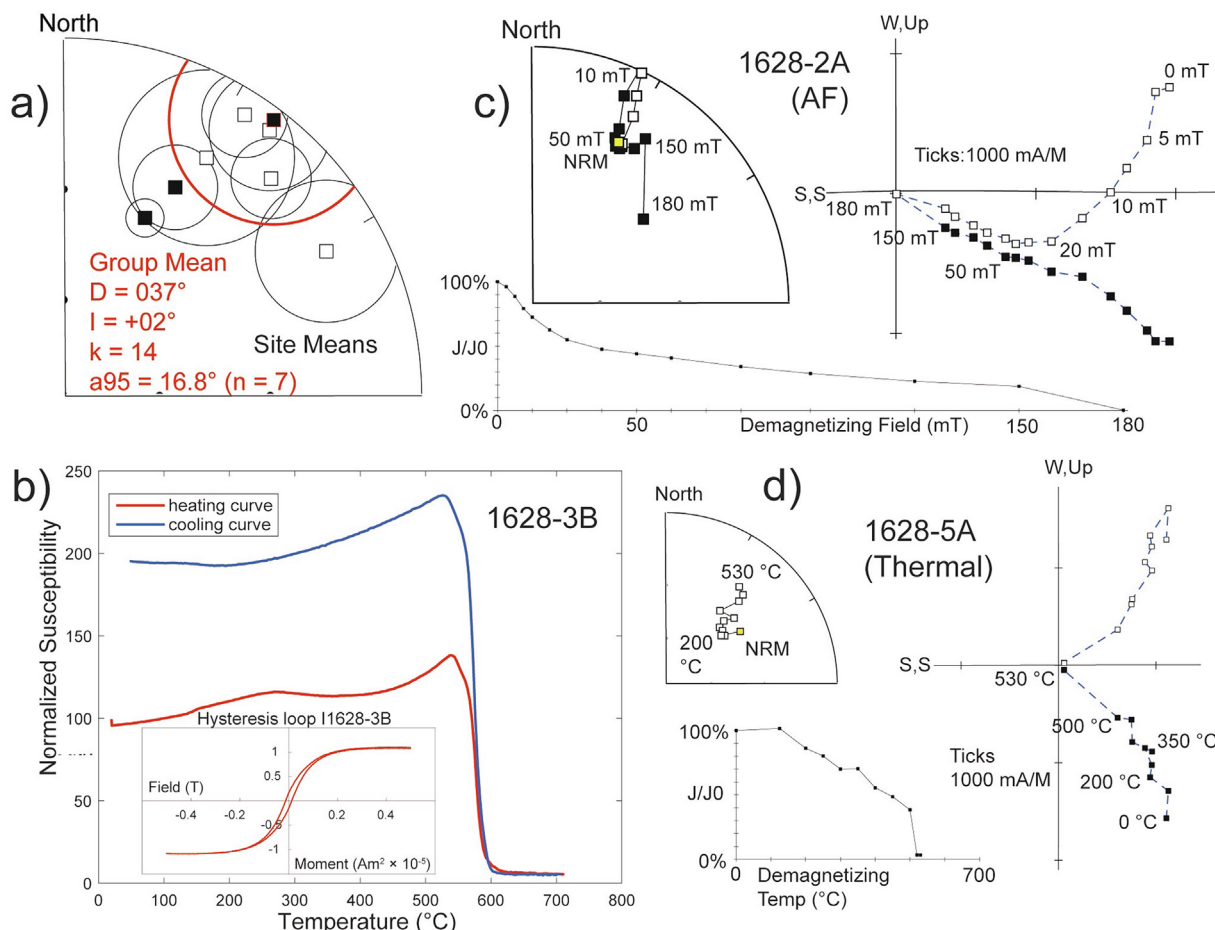 a)
North
Group Mean
D = 037°
I = +02°
k = 14
a95 = 16.8° (n = 7)
Site Means
c)
North
10 mT
50 mT
NRM
150 mT
180 mT
1628-2A
(AF)
W,Up
0 mT
5 mT
Ticks:1000 mA/M
S,S
10 mT
180 mT
150 mT
20 mT
50 mT
100%
J/J0
0%
0
50
Demagnetizing Field (mT)
150
180
b)
250
200
150
100
50
0
Normalized Susceptibility
heating curve
cooling curve
1628-3B
Hysteresis loop I1628-3B
1
0.5
Field (T)
-0.4
-0.2
0.2
0.4
-0.5
-1
Moment (Am² × 10⁻⁵)
0
100
200
300
400
500
600
700
800
Temperature (°C)
d)
North
530 °C
200
°C
NRM
1628-5A
(Thermal)
W,Up
S,S
530 °C
500 °C
350 °C
Ticks
1000 mA/M
200 °C
0 °C
100%
J/J0
0%
0
Demagnetizing
Temp (°C)
700